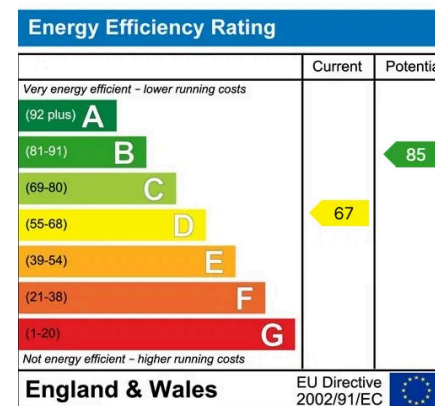 Energy Efficiency Rating
Current Potentia
Very energy efficient – lower running costs
(92 plus) A
(81-91) B
85
(69-80) C
(55-68) D
67
(39-54) E
(21-38) F
(1-20) G
Not energy efficient – higher running costs
England & Wales
EU Directive
2002/91/EC